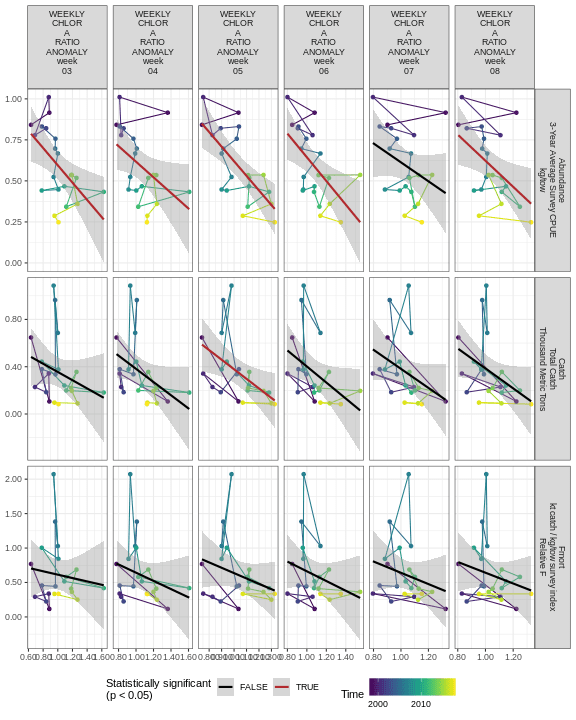 WEEKLY
CHLOR
A
RATIO
ANOMALY
week
03
WEEKLY
CHLOR
A
RATIO
ANOMALY
week
04
WEEKLY
CHLOR
A
RATIO
ANOMALY
week
05
WEEKLY
CHLOR
A
RATIO
ANOMALY
week
06
WEEKLY
CHLOR
A
RATIO
ANOMALY
week
07
WEEKLY
CHLOR
A
RATIO
ANOMALY
week
08
1.00
0.75
0.50
0.25
0.00
Abundance
3-Year Average Survey CPUE
kg/tow
0.80
0.40
0.00
Catch
Total Catch
Thousand Metric Tons
2.00
1.50
1.00
0.50
0.00
Fmort
kt catch / kg/tow survey index
Relative F
1.00 1.20 1.40
0.80 1.00 1.20 1.40 1.60
0.80 1.00 1.20 1.40
0.80 1.00 1.20
0.80 1.00 1.20
Statistically significant
(p < 0.05)
FALSE
TRUE
Time
2000 2010